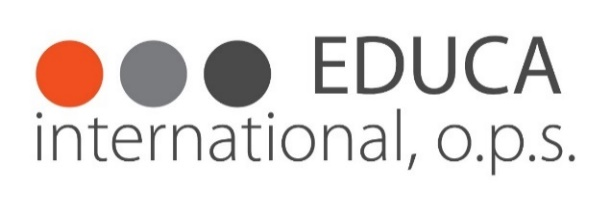 EDUCA
international, o.p.s.